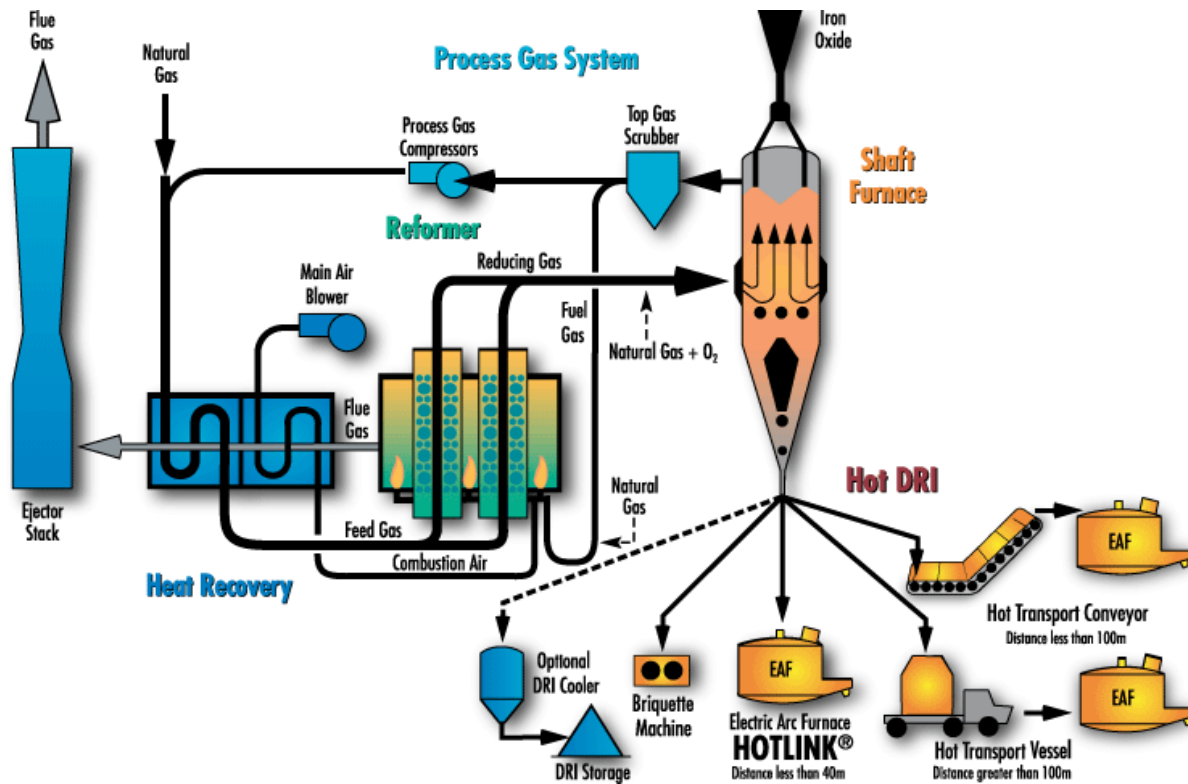 Flue
Gas
Natural
Gas
Process Gas System
Iron
Oxide
Process Gas
Compressors
Top Gas
Scrubber
Shaft
Furnace
Reformer
Reducing Gas
Main Air
Blower
Fuel
Gas
Natural Gas + O₂
Flue
Gas
Ejector
Stack
Feed Gas
Combustion Air
Natural
Gas
Heat Recovery
Hot DRI
EAF
Hot Transport Conveyor
Distance less than 100m
Optional
DRI Cooler
DRI Storage
Briquette
Machine
EAF
Electric Arc Furnace
HOTLINK®
Distance less than 40m
EAF
Hot Transport Vessel
Distance greater than 100m